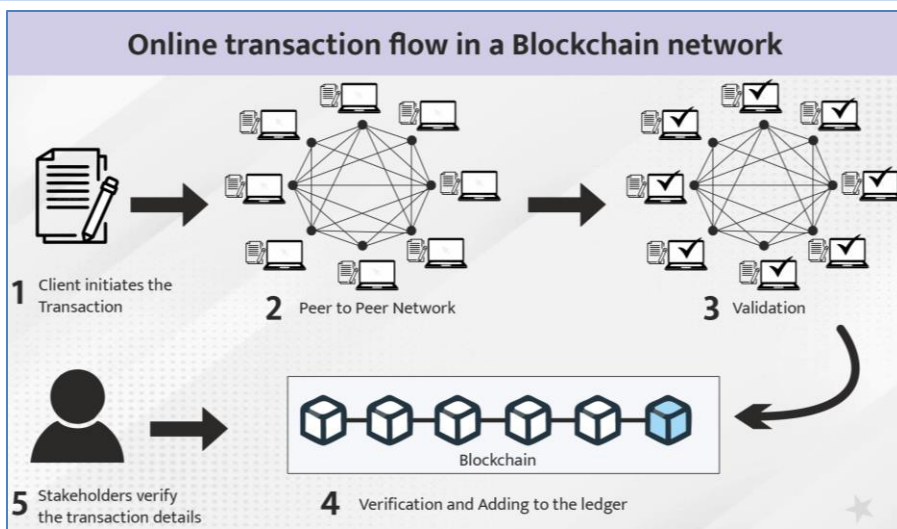 Online transaction flow in a Blockchain network
1 Client initiates the
Transaction
2 Peer to Peer Network
3 Validation
Blockchain
4 Verification and Adding to the ledger
5 Stakeholders verify
the transaction details